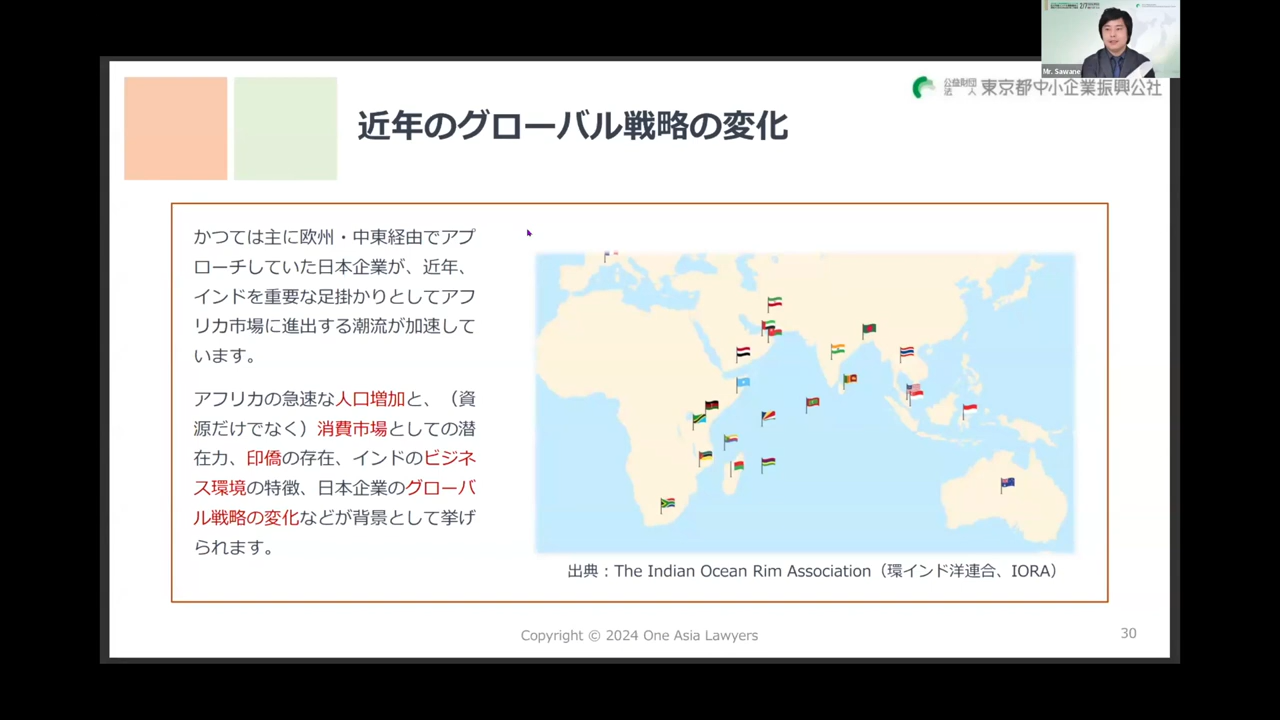 Mr. Sawane
公益財団法人 東京都中小企業振興公社
近年のグローバル戦略の変化
かつては主に欧州・中東経由でアプ
ローチしていた日本企業が、近年、
インドを重要な足掛かりとしてアフ
リカ市場に進出する潮流が加速して
います。
アフリカの急速な人口増加と、（資
源だけでなく）消費市場としての潜
在力、印僑の存在、インドのビジネ
ス環境の特徴、日本企業のグローバ
ル戦略の変化などが背景として挙げ
られます。
出典：The Indian Ocean Rim Association（環インド洋連合、IORA）
Copyright © 2024 One Asia Lawyers
30